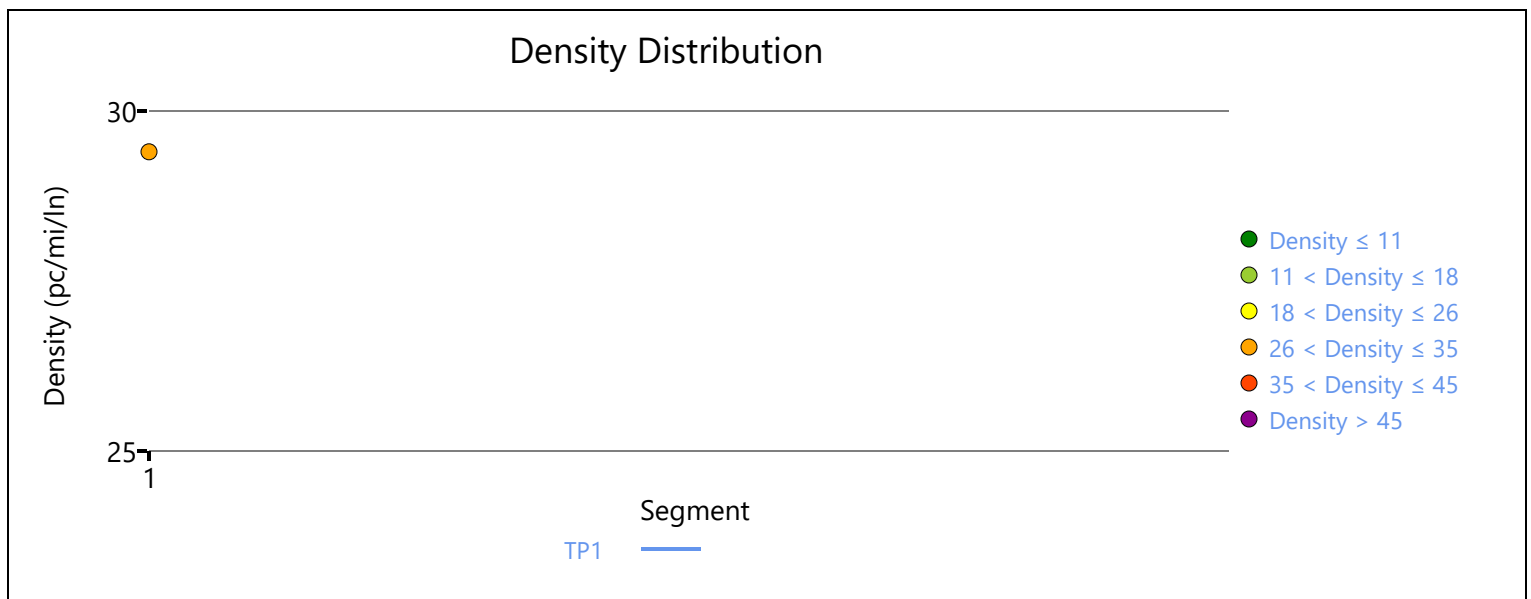 Density Distribution
30
Density (pc/mi/ln)
25
1
Segment
TP1
Density ≤ 11
11 < Density ≤ 18
18 < Density ≤ 26
26 < Density ≤ 35
35 < Density ≤ 45
Density > 45